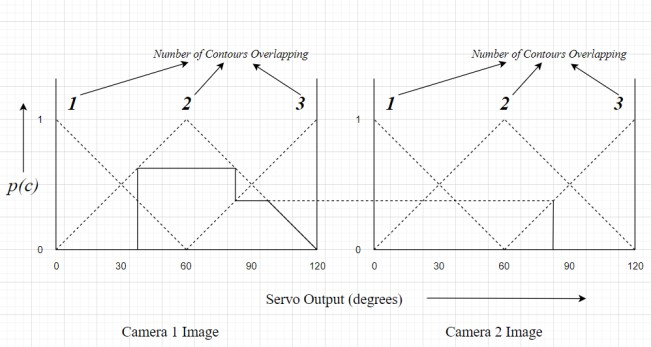 Number of Contours Overlapping Number of Contours Overlapping
1 2 3 1 2 3
1 1
p(c)
0 0
0 30 60 90 120 0 30 60 90 120
Servo Output (degrees)
Camera 1 Image Camera 2 Image